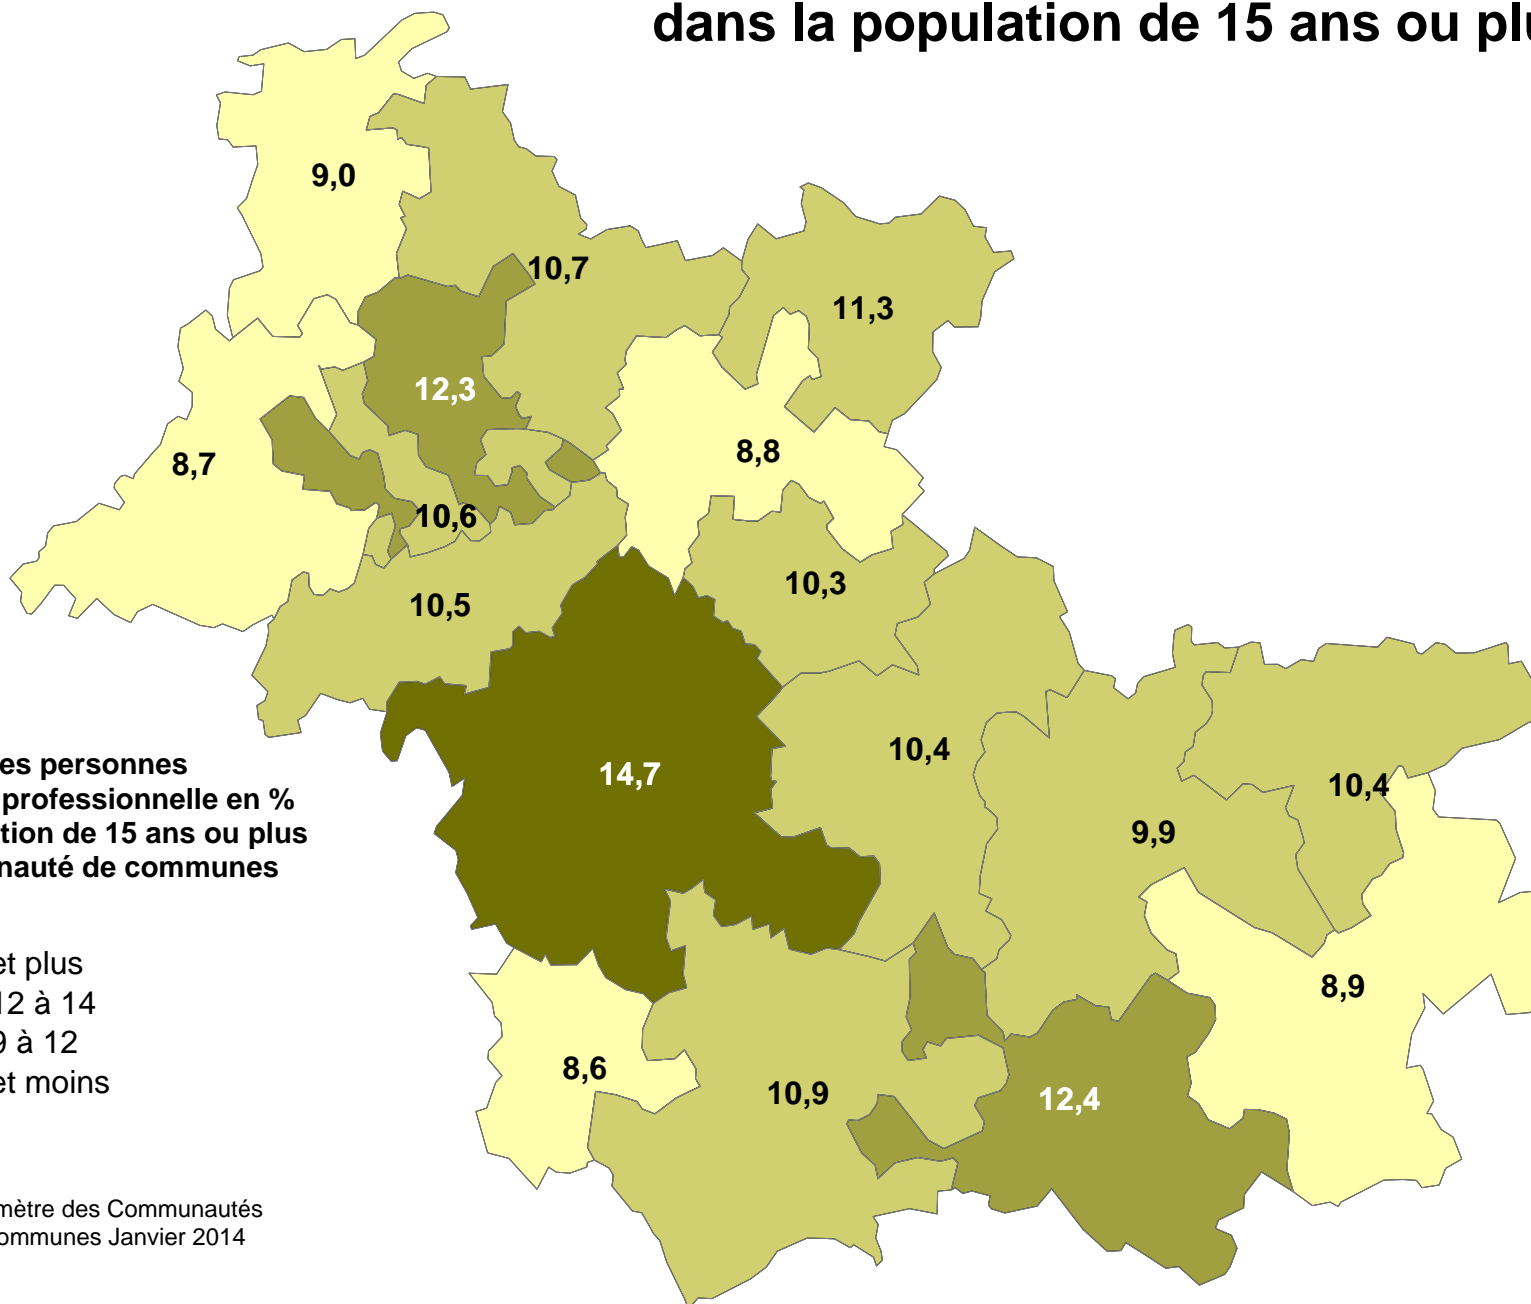 dans la population de 15 ans ou
9,0
10,7
11,3
12,3
8,7
8,8
10,6
10,3
10,5
14,7
10,4
10,4
9,9
8,9
8,6
10,9
12,4
es personnes
professionnelle en %
tion de 15 ans ou plus
nauté de communes
et plus
12 à 14
9 à 12
et moins
mètre des Communautés
ommunes Janvier 2014